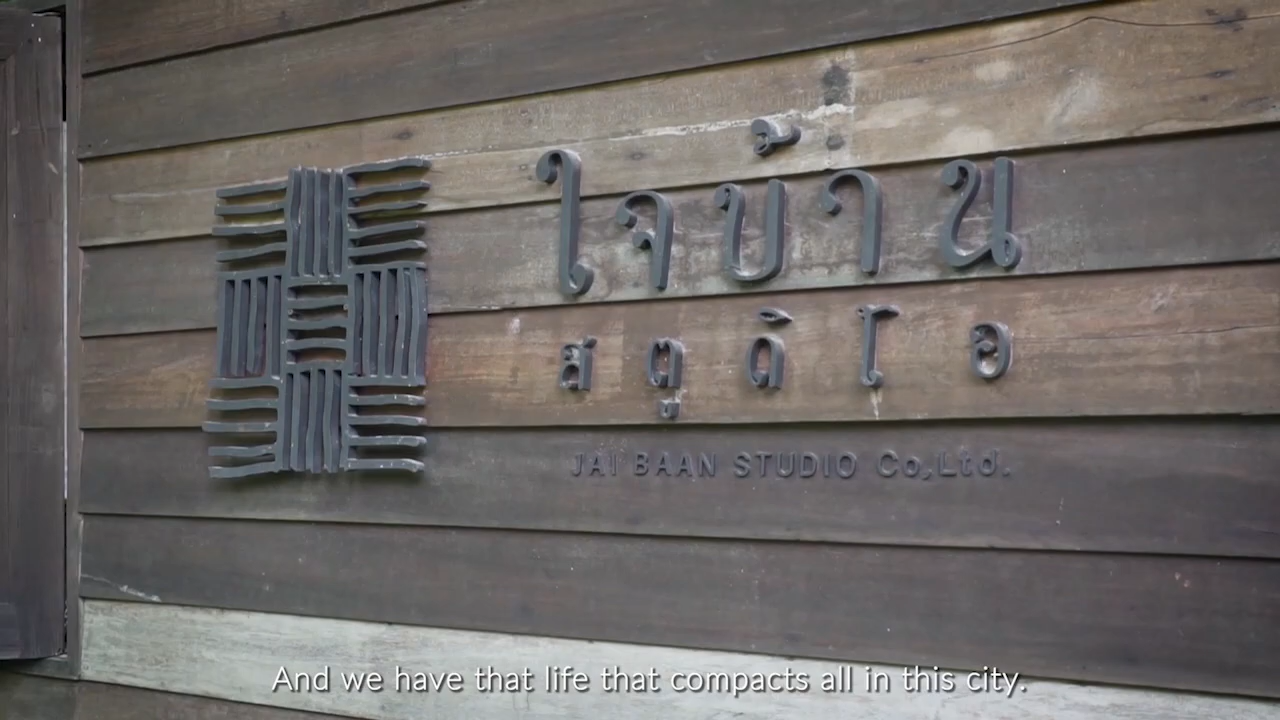 ใจบ้าน
สตูดิโอ
JAI BAAN STUDIO Co,Ltd.
And we have that life that compacts all in this city.